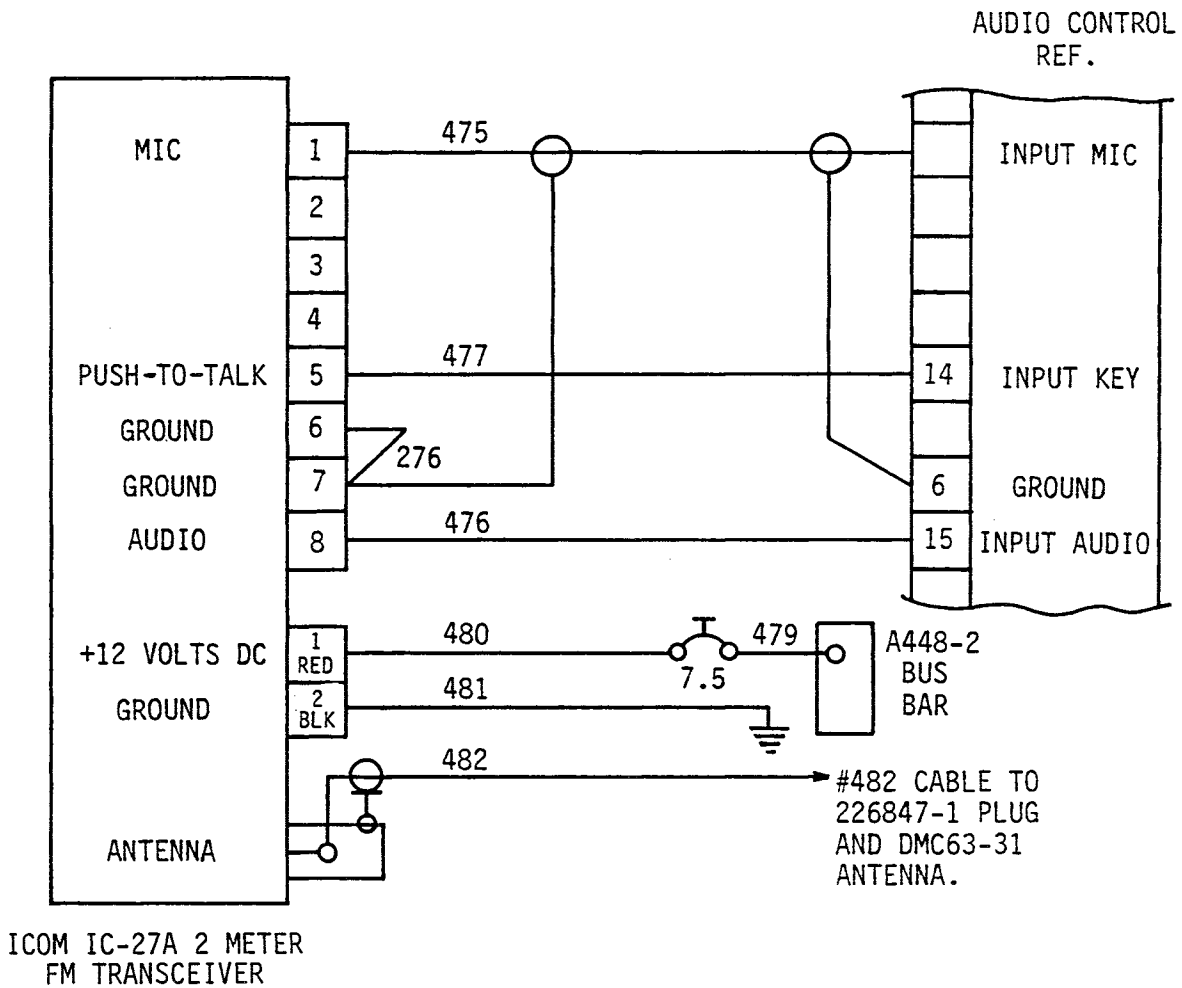 AUDIO CONTROL
REF.
MIC
1
475
INPUT MIC
2
3
4
PUSH-TO-TALK
5
477
14
INPUT KEY
GROUND
6
276
GROUND
7
6
GROUND
AUDIO
8
476
15
INPUT AUDIO
+12 VOLTS DC
1
RED
480
7.5
479
A448-2
BUS
BAR
GROUND
2
BLK
481
482
#482 CABLE TO
226847-1 PLUG
AND DMC63-31
ANTENNA.
ANTENNA
ICOM IC-27A 2 METER
FM TRANSCEIVER